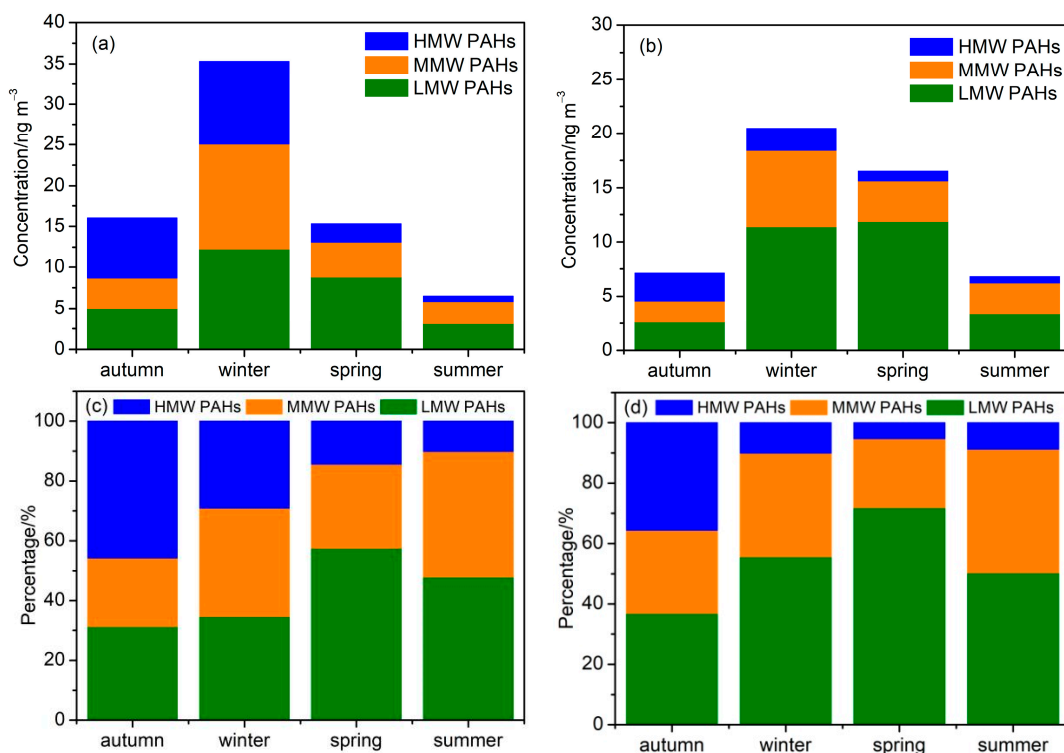 (a)
HMW PAHs
MMW PAHs
LMW PAHs
Concentration/ng m⁻³
40
35
30
25
20
15
10
5
0
autumn winter spring summer
(b)
HMW PAHs
MMW PAHs
LMW PAHs
Concentration/ng m⁻³
30
25
20
15
10
5
0
autumn winter spring summer
(c) HMW PAHs MMW PAHs LMW PAHs
Percentage/%
100
80
60
40
20
0
autumn winter spring summer
(d) HMW PAHs MMW PAHs LMW PAHs
Percentage/%
100
80
60
40
20
0
autumn winter spring summer